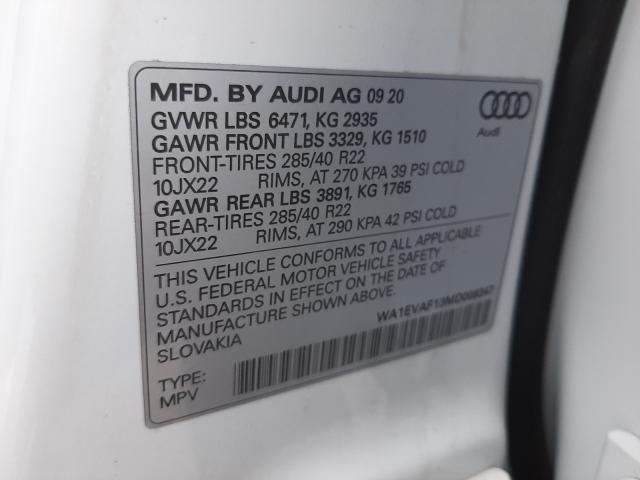 MFD. BY AUDI AG 09 20
GVWR LBS 6471, KG 2935
GAWR FRONT LBS 3329, KG 1510
FRONT-TIRES 285/40 R22
10JX22 RIMS, AT 270 KPA 39 PSI COLD
GAWR REAR LBS 3891, KG 1765
REAR-TIRES 285/40 R22
10JX22 RIMS, AT 290 KPA 42 PSI COLD
Audi
THIS VEHICLE CONFORMS TO ALL APPLICABLE
U.S. FEDERAL MOTOR VEHICLE SAFETY
STANDARDS IN EFFECT ON THE DATE OF
MANUFACTURE SHOWN ABOVE.
SLOVAKIA
TYPE:
MPV